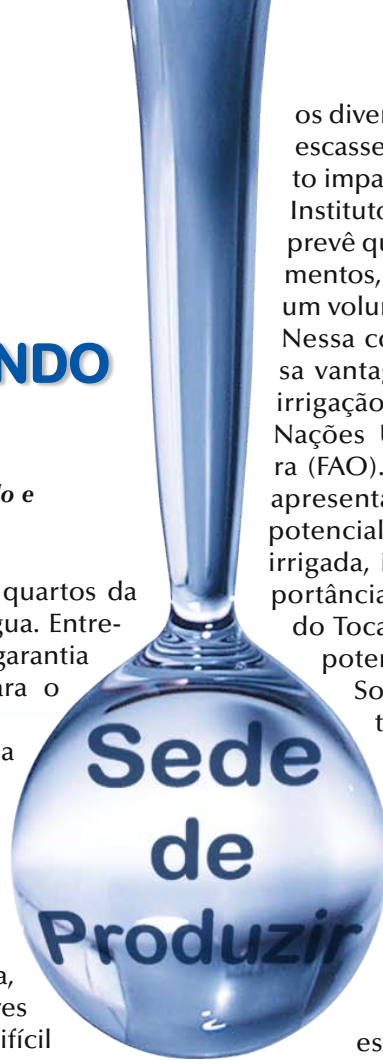 NDO
o e
quartos da
gua. Entre-
garantia
ara o
a
a,
es
ifícil
Sede
de
Produzir
os diver
escasse
to impa
Instituto
prevê qu
mentos,
um volun
Nessa co
sa vantag
irrigação
Nações U
ra (FAO).
apresenta
potencial
irrigada, i
portância
do Toca
poten
So
t
es